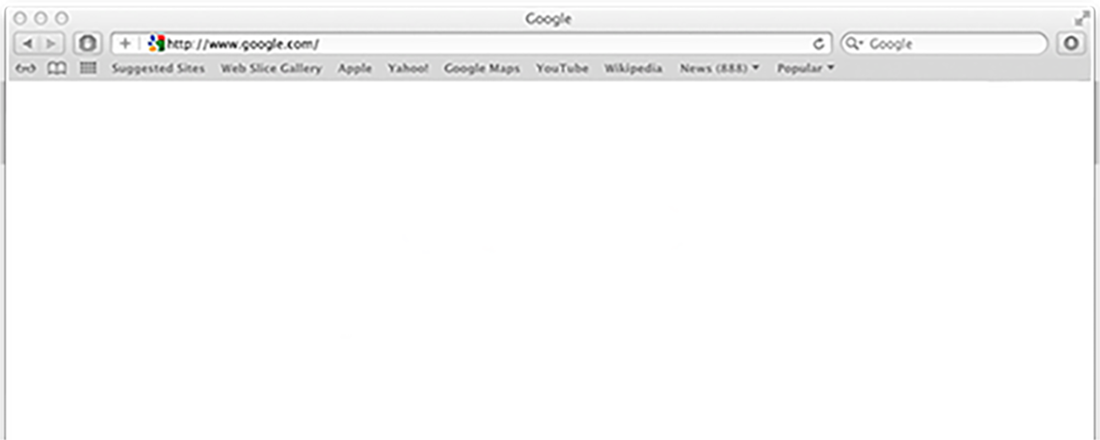 Google
http://www.google.com/ Google
Suggested Sites Web Slice Gallery Apple Yahoo! Google Maps YouTube Wikipedia News (888) Popular